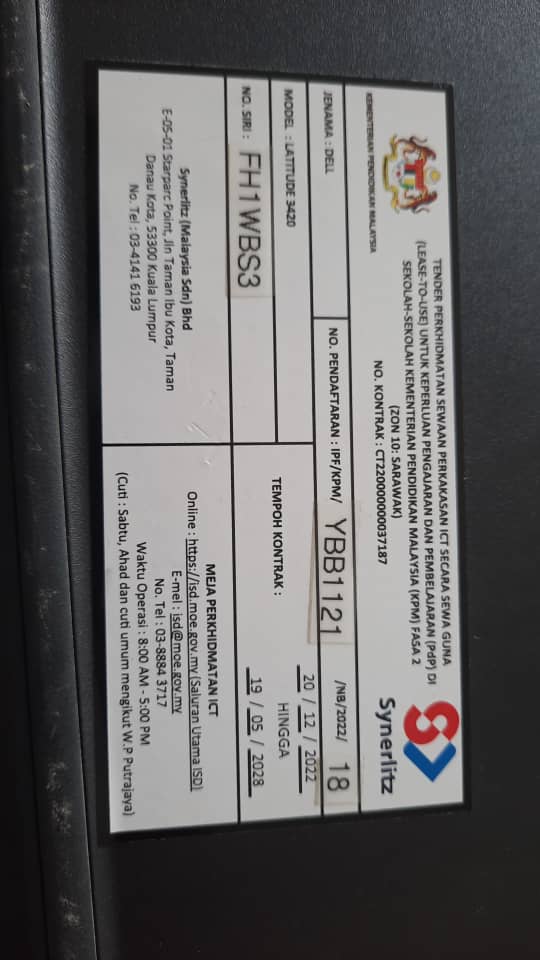 TENDER PERKHIDMATAN SEWAAN PERKAKASAN ICT SECARA SEWA GUNA
(LEASE-TO-USE) UNTUK KEPERLUAN PENGAJARAN DAN PEMBELAJARAN (PdP) DI
SEKOLAH-SEKOLAH KEMENTERIAN PENDIDIKAN MALAYSIA (KPM) FASA 2
(ZON 10: SARAWAK)
KEMENTERIAN PENDIDIKAN MALAYSIA
NO. KONTRAK : CT220000000037187
Synerlitz
JENAMA : DELL
NO. PENDAFTARAN : IPF/KPM/ YBB1121 /NB/2022/ 18
MODEL : LATITUDE 3420
NO. SIRI : FH1WBS3
TEMPOH KONTRAK :
20 / 12 / 2022
HINGGA
19 / 05 / 2028
Synerlitz (Malaysia Sdn) Bhd
E-05-01 Starparc Point, Jln Taman Ibu Kota, Taman
Danau Kota, 53300 Kuala Lumpur
No. Tel : 03-4141 6193
MEJA PERKHIDMATAN ICT
Online : https://isd.moe.gov.my (Saluran Utama ISD)
E-mel : isd@moe.gov.my
No. Tel : 03-8884 3717
Waktu Operasi : 8:00 AM - 5:00 PM
(Cuti : Sabtu, Ahad dan cuti umum mengikut W.P Putrajaya)